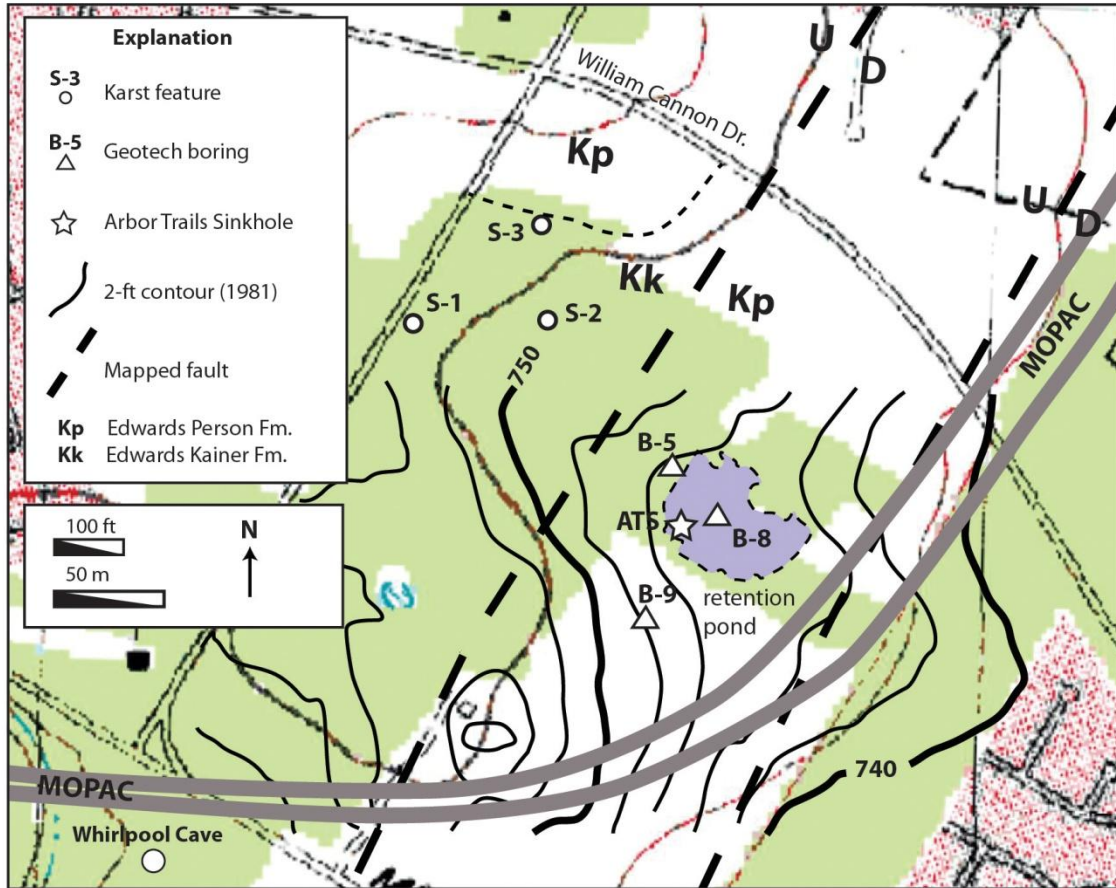 Explanation
S-3
Karst feature
B-5
Geotech boring
Arbor Trails Sinkhole
2-ft contour (1981)
Mapped fault
Kp Edwards Person Fm.
Kk Edwards Kainer Fm.
100 ft
50 m
N
U
D
William Cannon Dr.
Kp
U
D
S-3
Kk
Kp
S-1
S-2
MOPAC
750
B-5
ATS
B-8
B-9
retention
pond
740
MOPAC
Whirlpool Cave